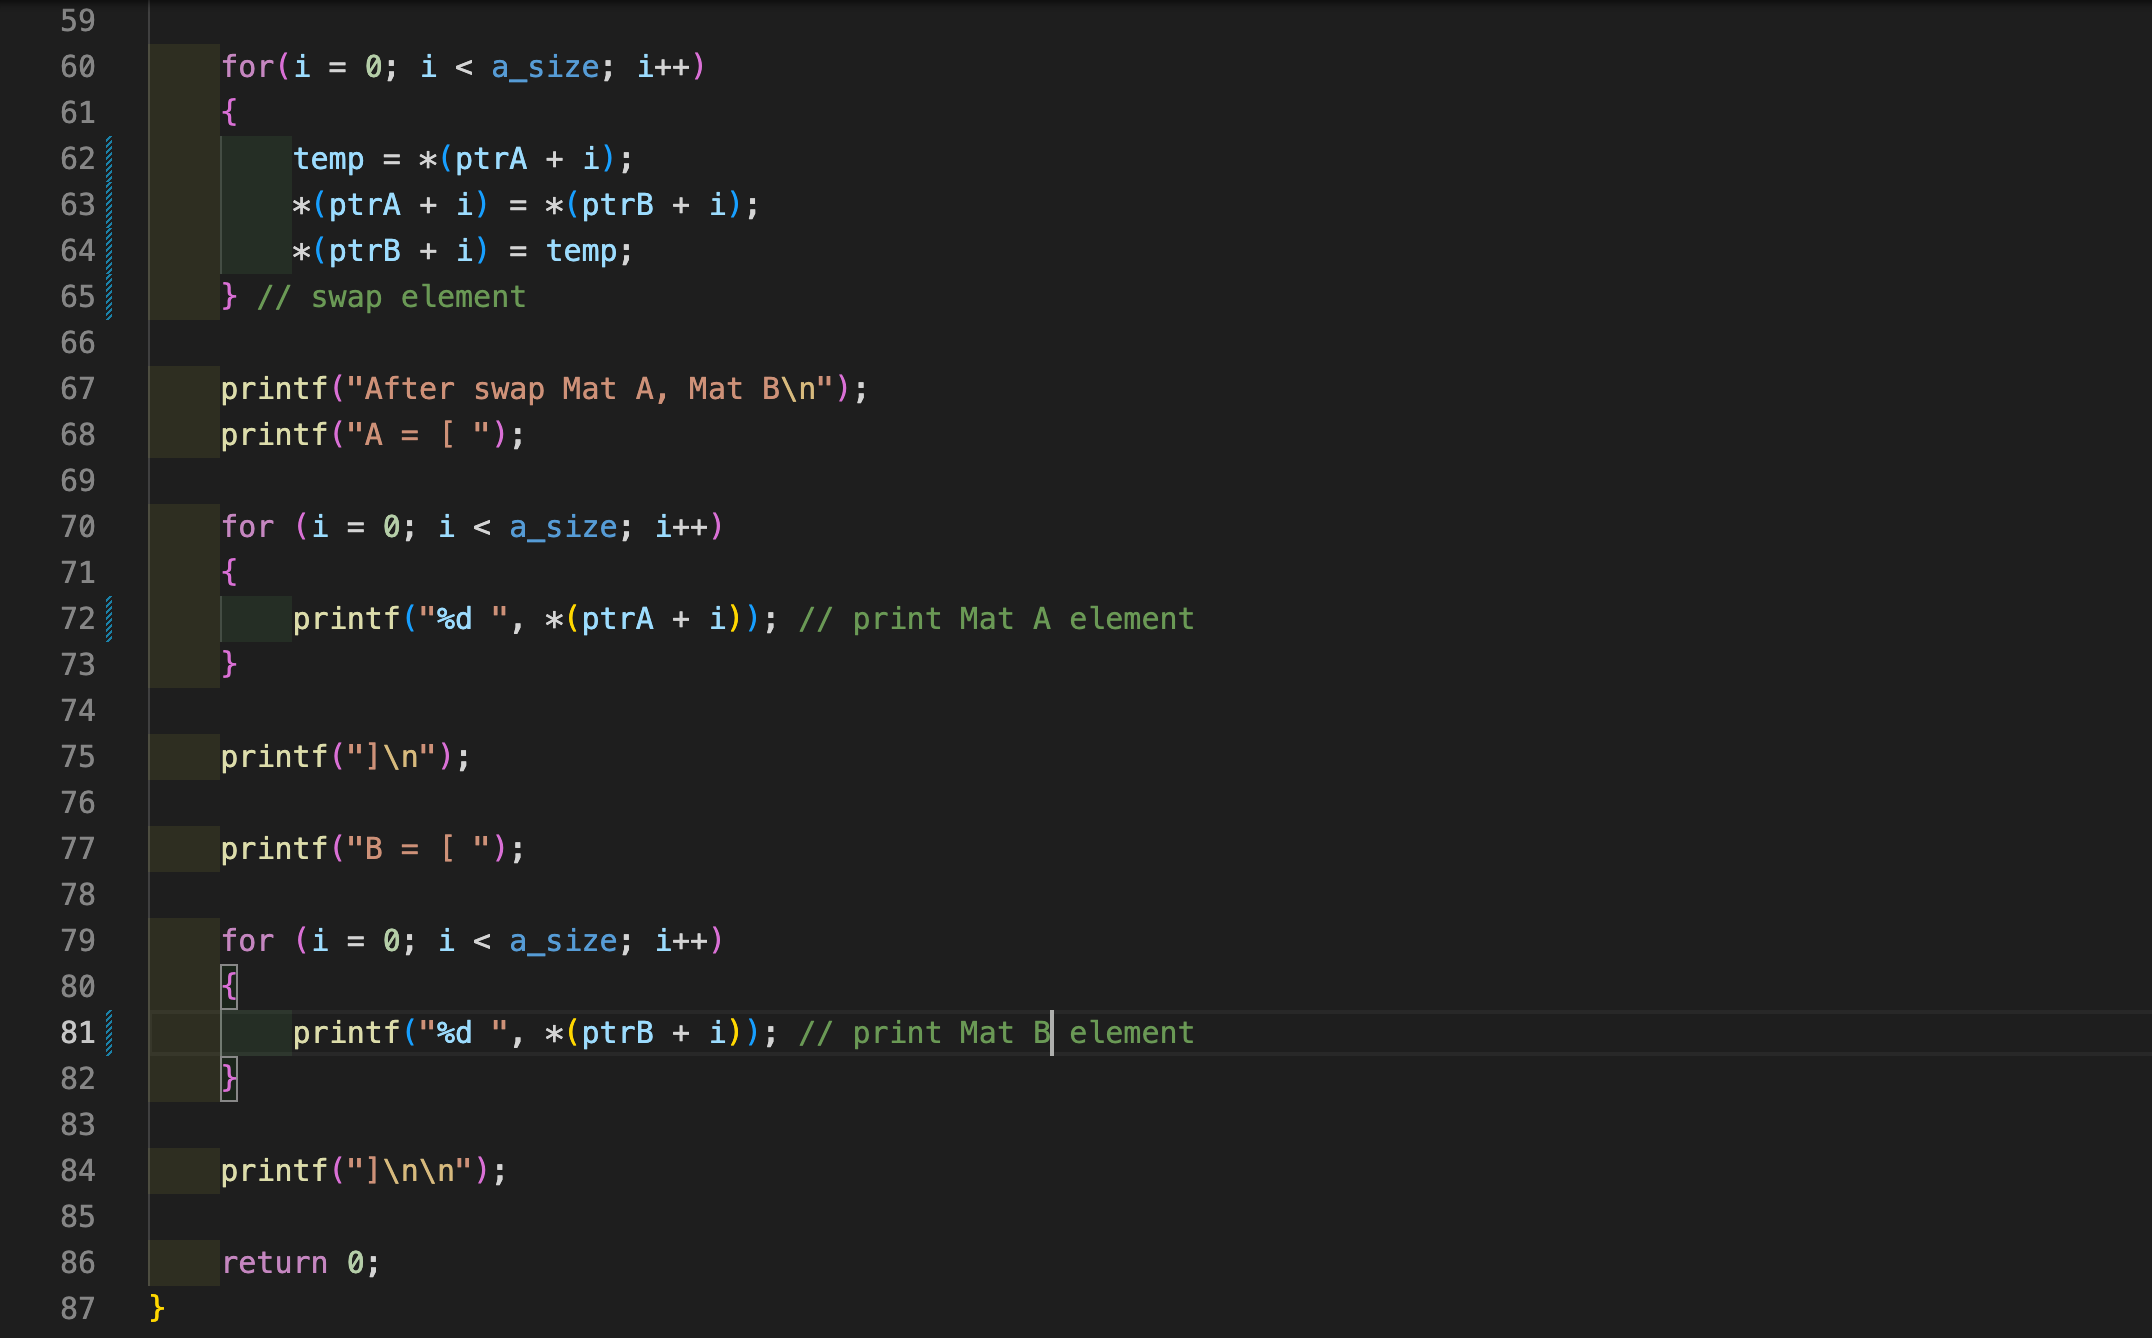 59
60 for(i = 0; i < a_size; i++)
61 {
62 temp = *(ptrA + i);
63 *(ptrA + i) = *(ptrB + i);
64 *(ptrB + i) = temp;
65 } // swap element
66
67 printf("After swap Mat A, Mat B\n");
68 printf("A = [ ");
69
70 for (i = 0; i < a_size; i++)
71 {
72 printf("%d ", *(ptrA + i)); // print Mat A element
73 }
74
75 printf("]\n");
76
77 printf("B = [ ");
78
79 for (i = 0; i < a_size; i++)
80 {
81 printf("%d ", *(ptrB + i)); // print Mat B element
82 }
83
84 printf("]\n\n");
85
86 return 0;
87 }